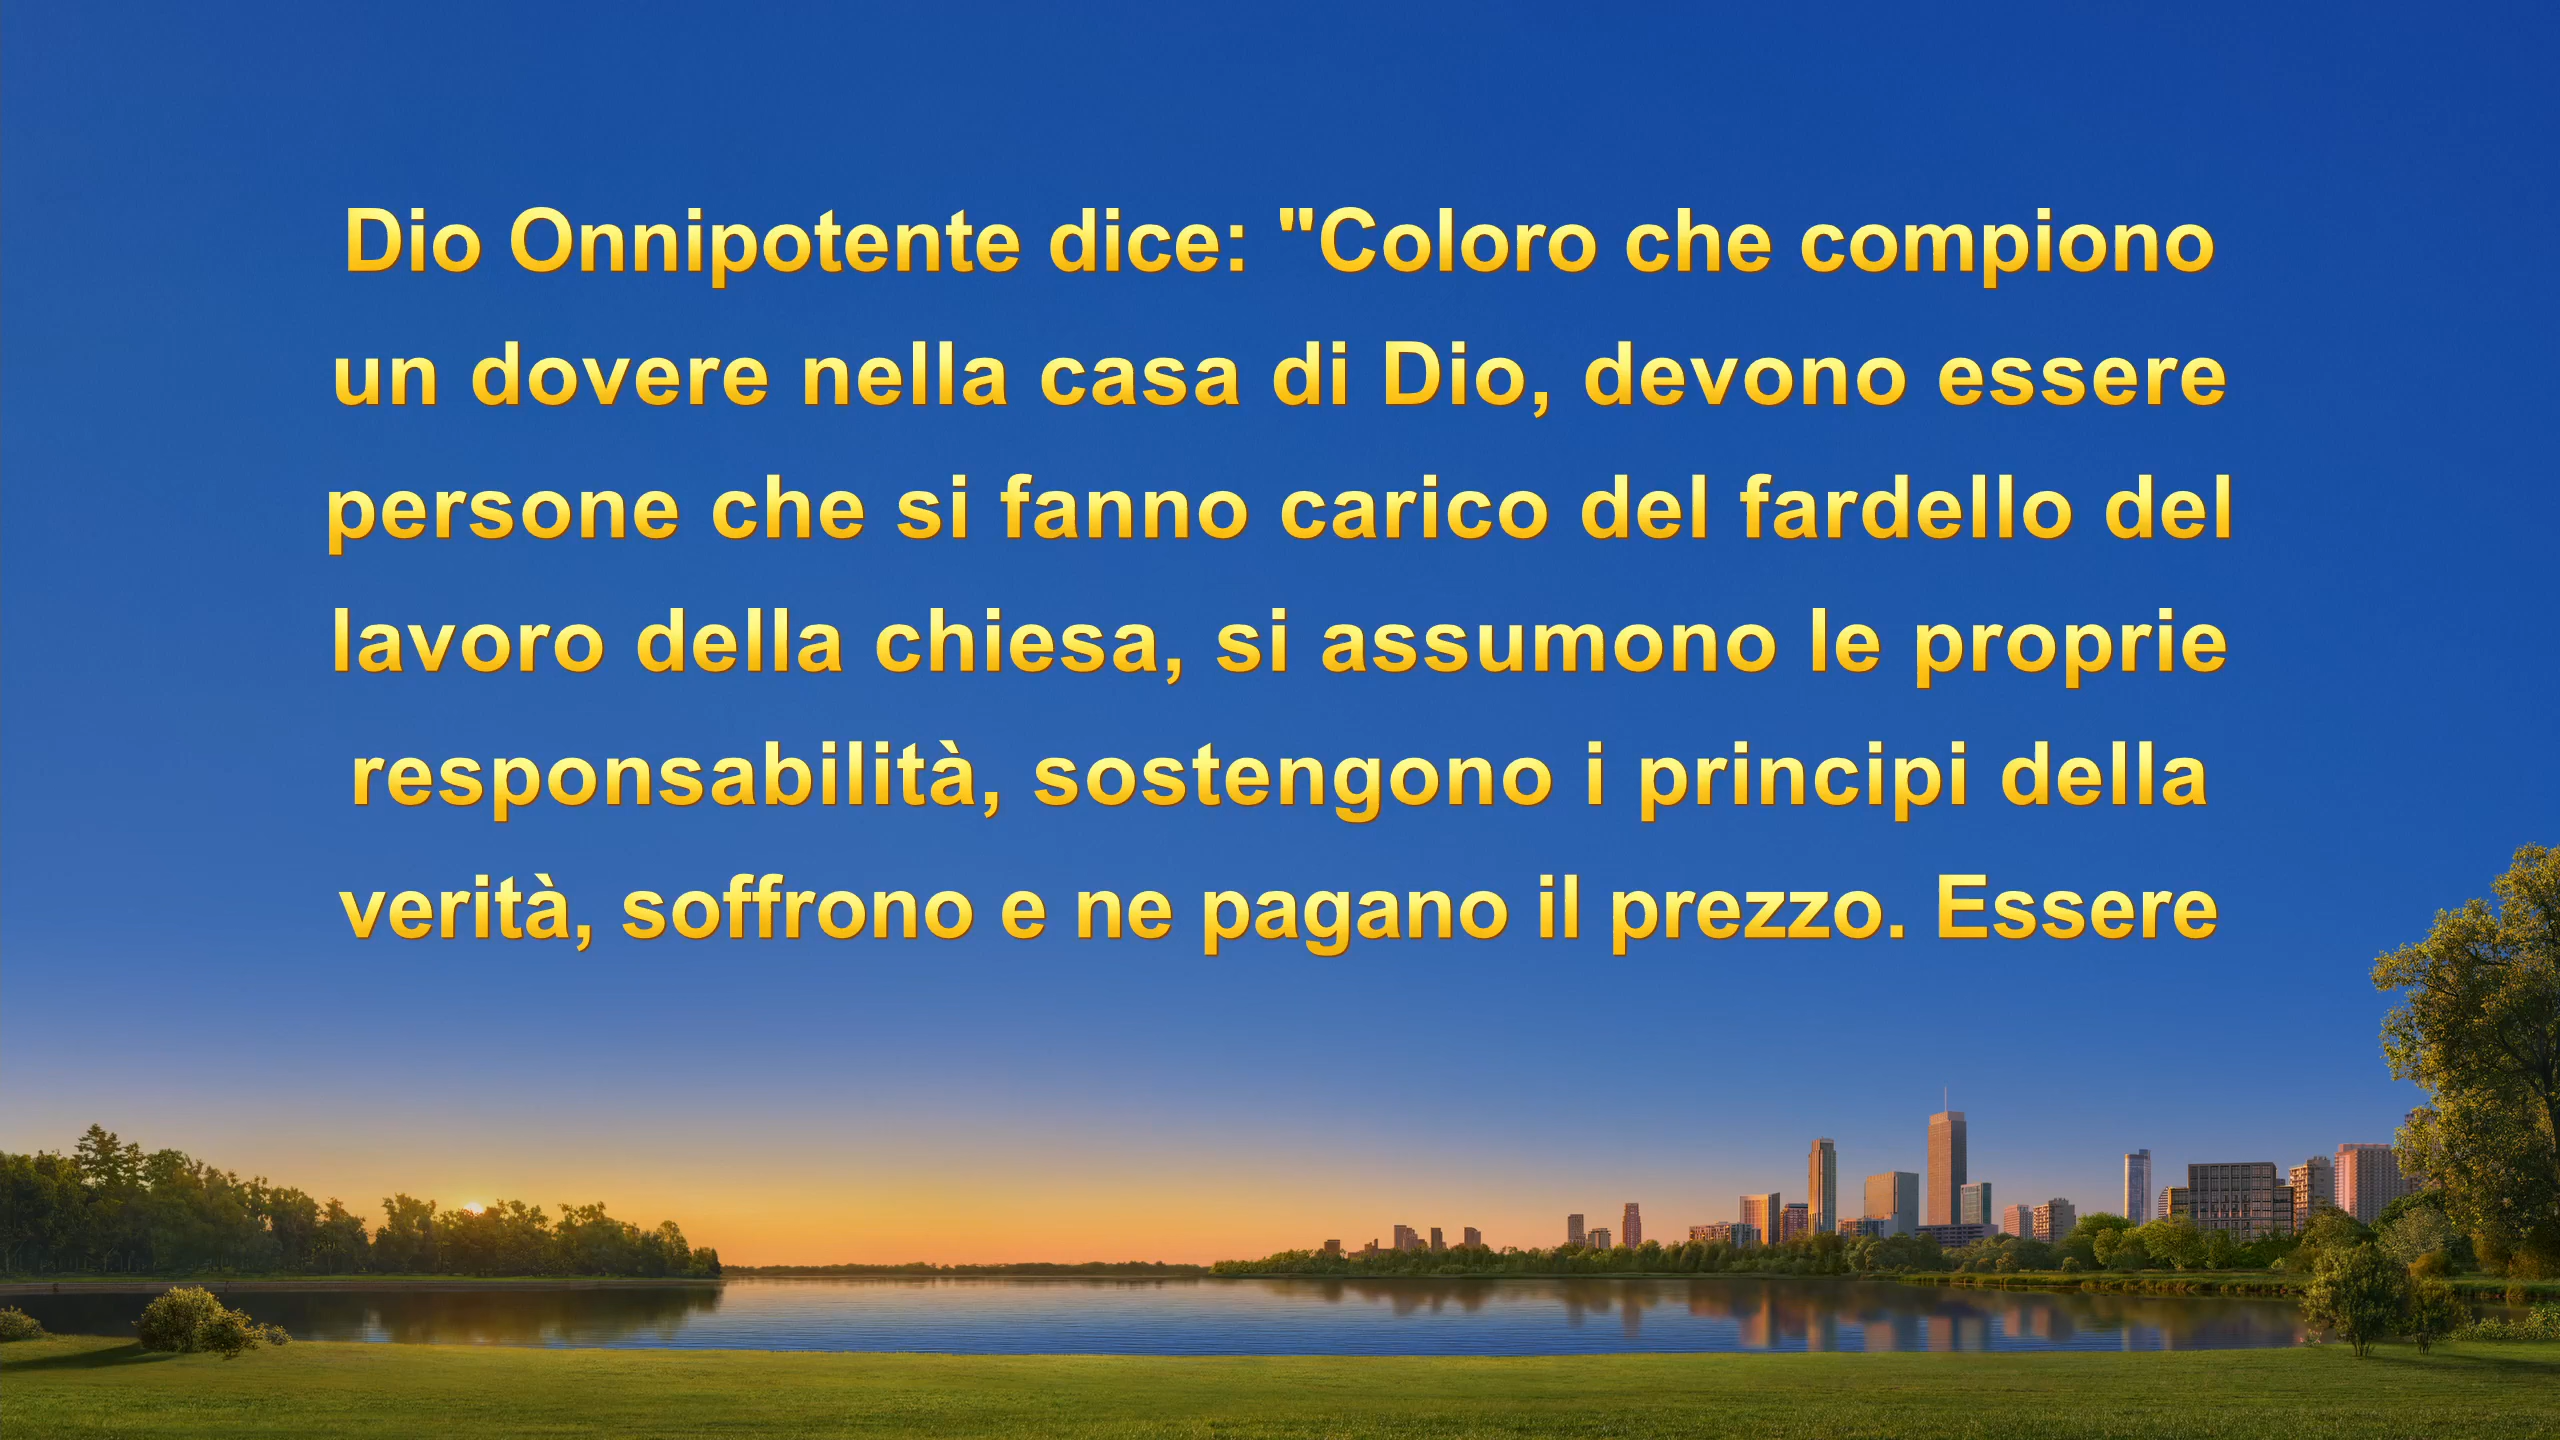 Dio Onnipotente dice: "Coloro che compiono
un dovere nella casa di Dio, devono essere
persone che si fanno carico del fardello del
lavoro della chiesa, si assumono le proprie
responsabilità, sostengono i principi della
verità, soffrono e ne pagano il prezzo. Essere